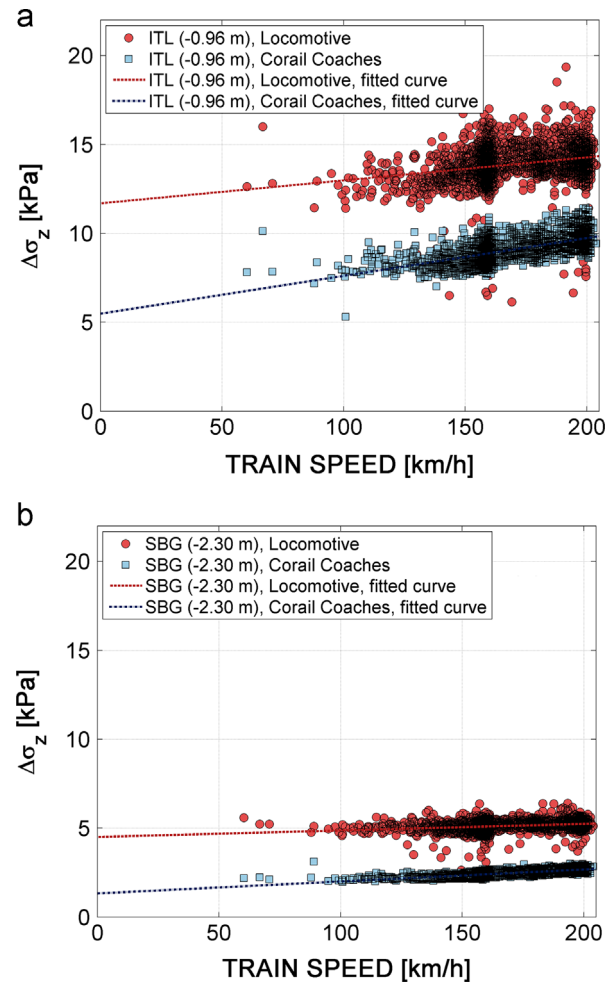 a
20
15
10
5
0
Δσz [kPa]
ITL (-0.96 m), Locomotive
ITL (-0.96 m), Corail Coaches
ITL (-0.96 m), Locomotive, fitted curve
ITL (-0.96 m), Corail Coaches, fitted curve
0 50 100 150 200
TRAIN SPEED [km/h]
b
20
15
10
5
0
Δσz [kPa]
SBG (-2.30 m), Locomotive
SBG (-2.30 m), Corail Coaches
SBG (-2.30 m), Locomotive, fitted curve
SBG (-2.30 m), Corail Coaches, fitted curve
0 50 100 150 200
TRAIN SPEED [km/h]